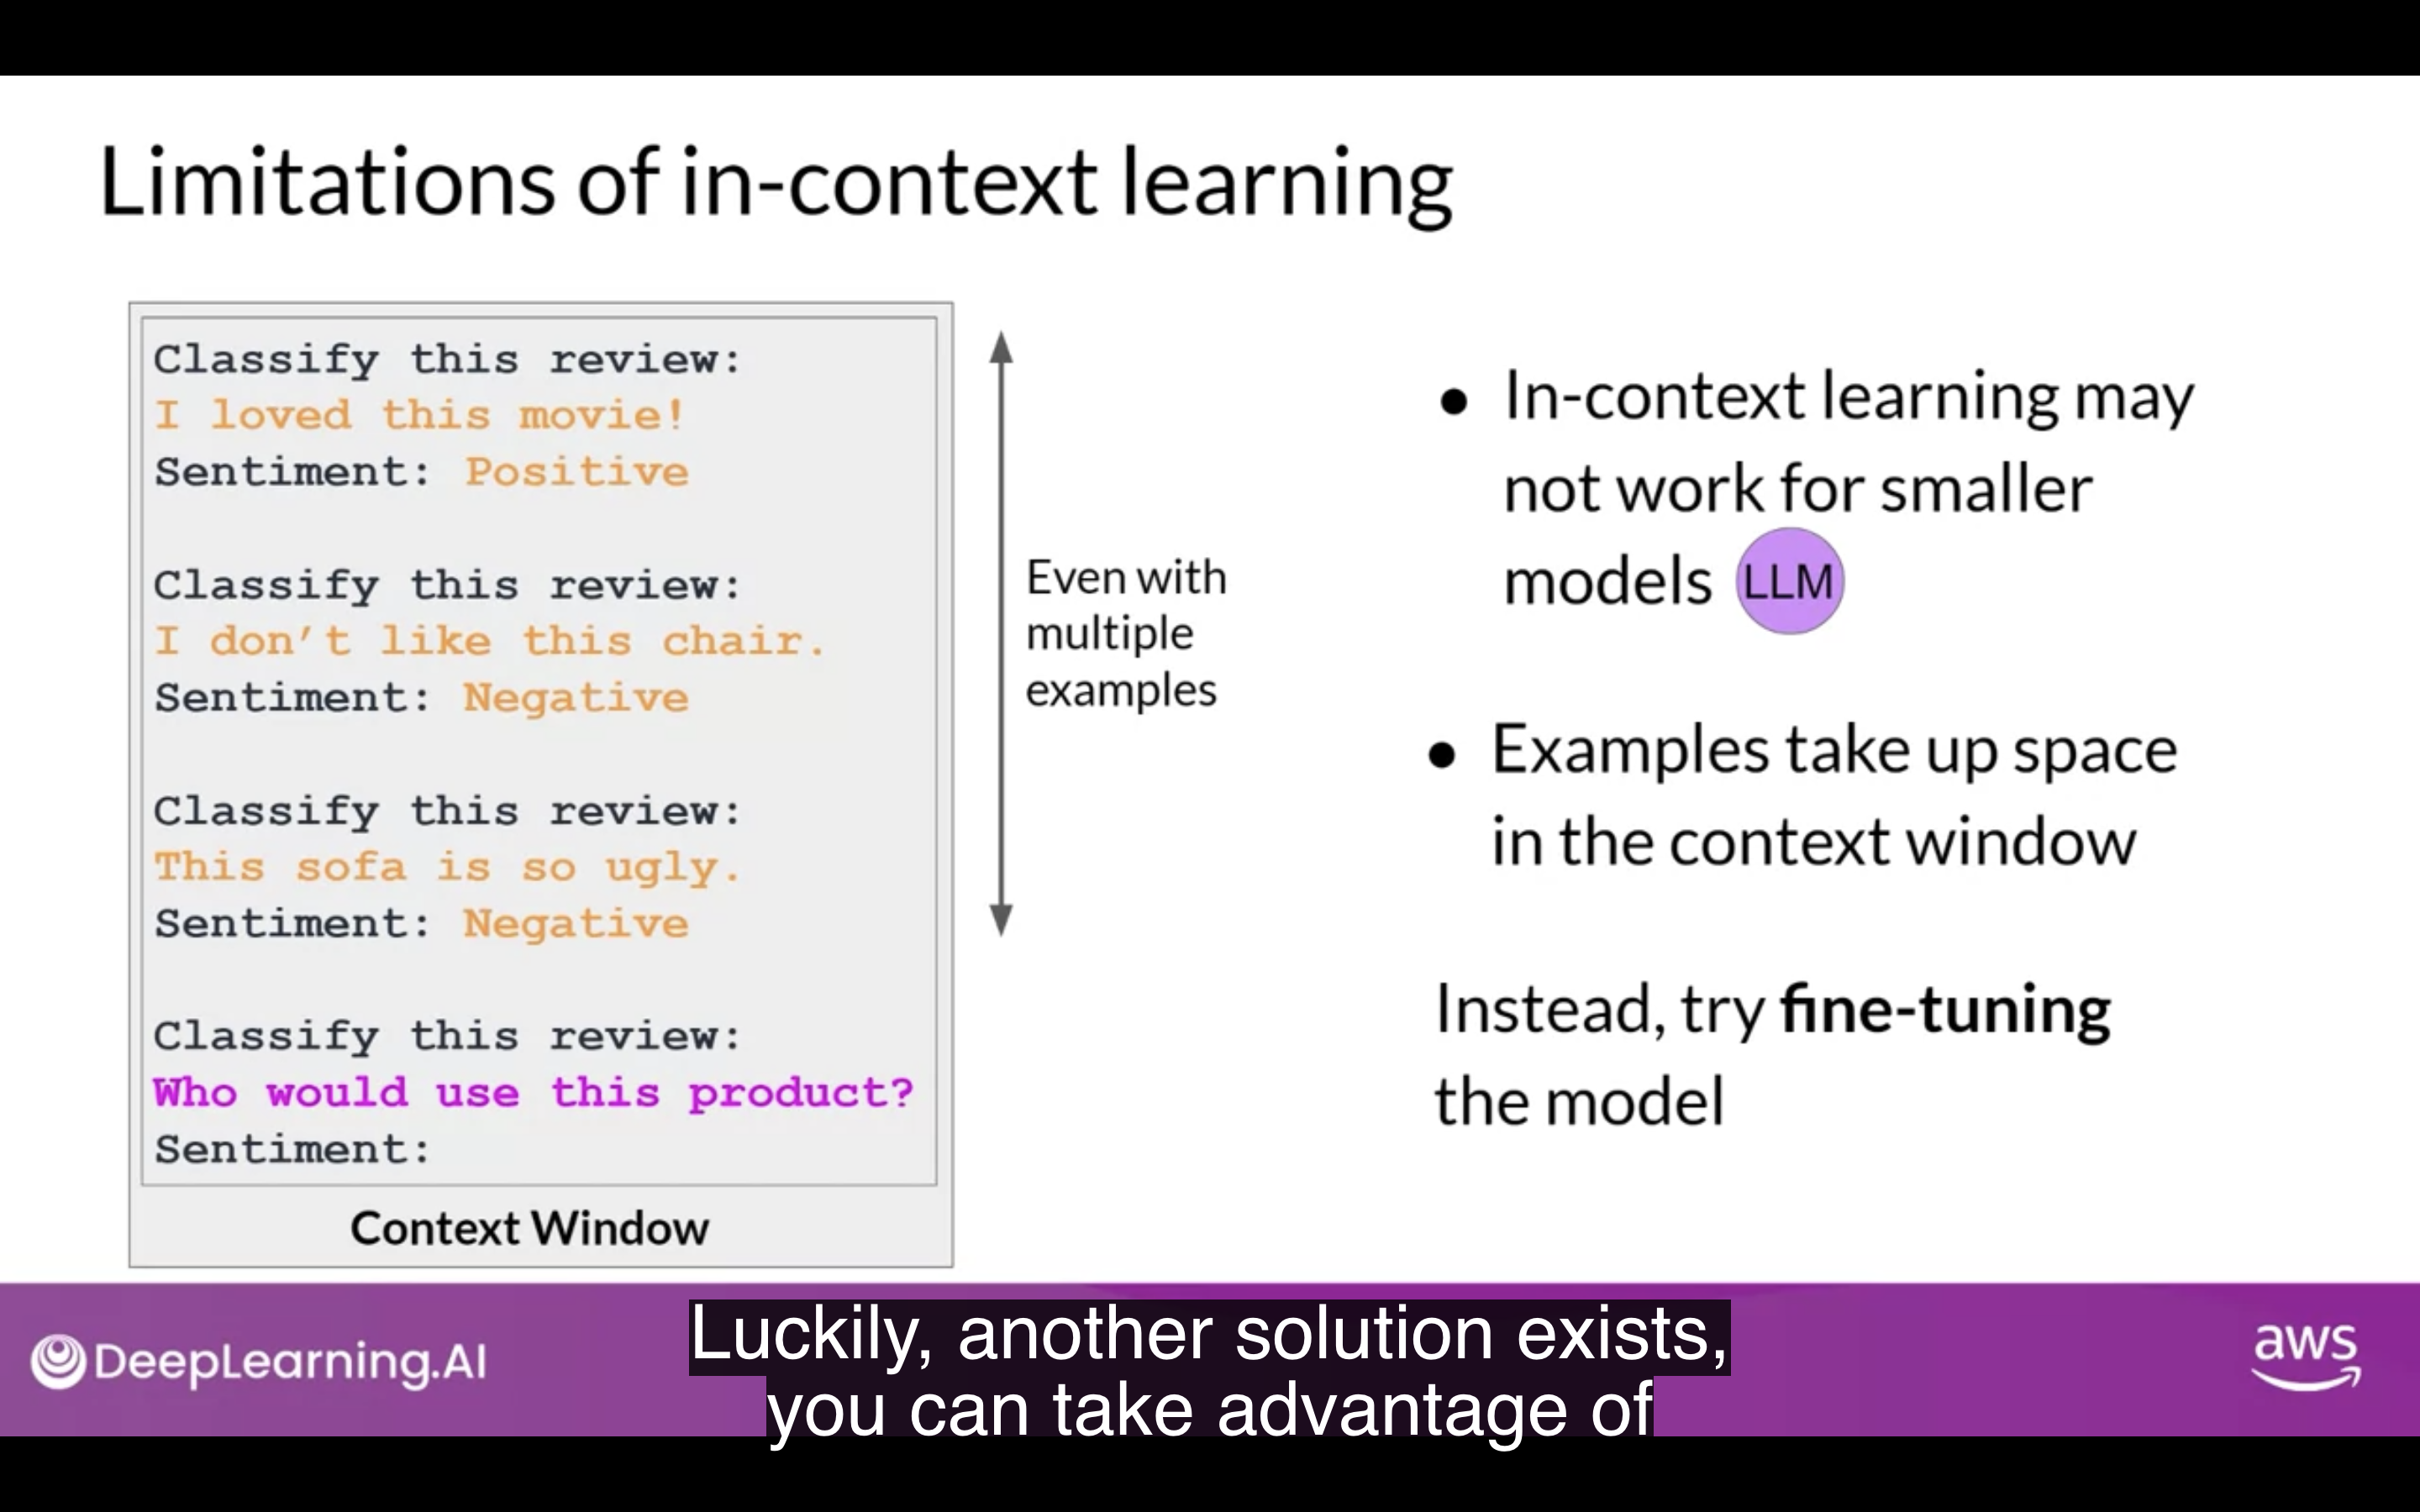 Limitations of in-context learning
Classify this review:
I loved this movie!
Sentiment: Positive
Classify this review:
I don’t like this chair.
Sentiment: Negative
Classify this review:
This sofa is so ugly.
Sentiment: Negative
Classify this review:
Who would use this product?
Sentiment:
Context Window
Even with
multiple
examples
● In-context learning may
not work for smaller
models LLM
● Examples take up space
in the context window
Instead, try fine-tuning
the model
DeepLearning.AI
Luckily, another solution exists,
you can take advantage of
aws